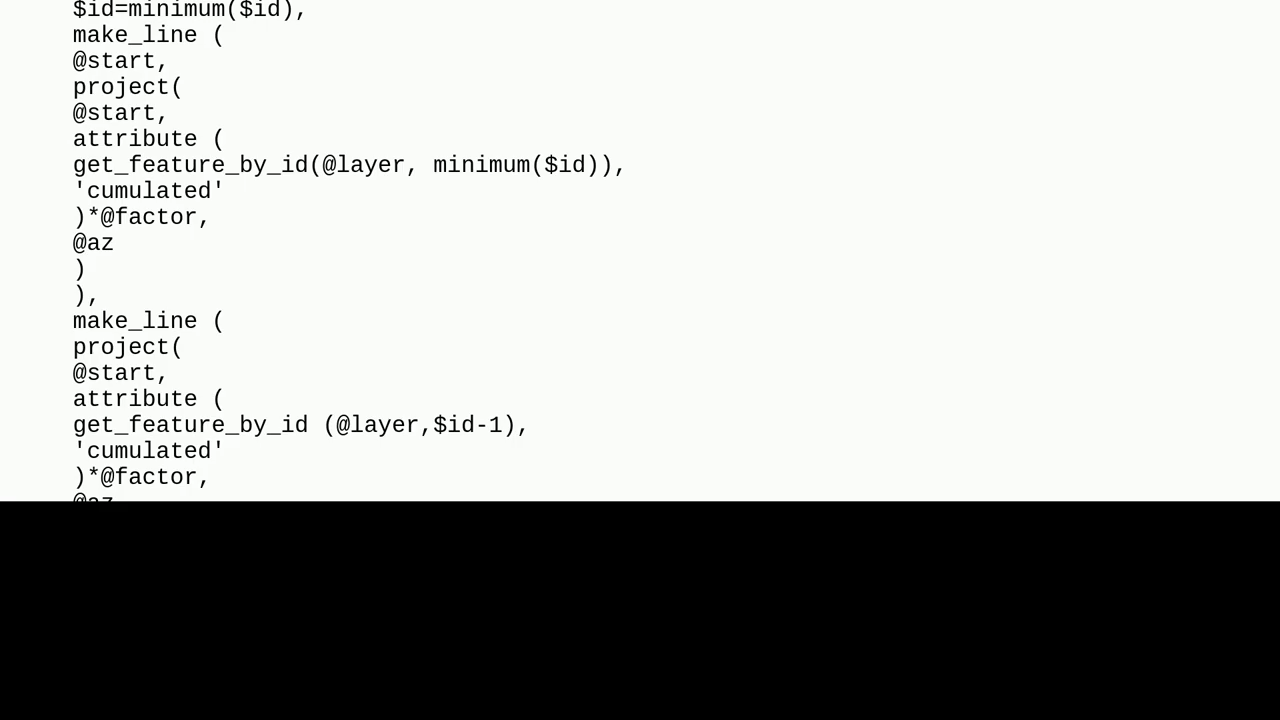 $id=minimum($id),
make_line (
@start,
project(
@start,
attribute (
get_feature_by_id(@layer, minimum($id)),
'cumulated'
)*@factor,
@az
)
),
make_line (
project(
@start,
attribute (
get_feature_by_id (@layer,$id-1),
'cumulated'
)*@factor,
@az